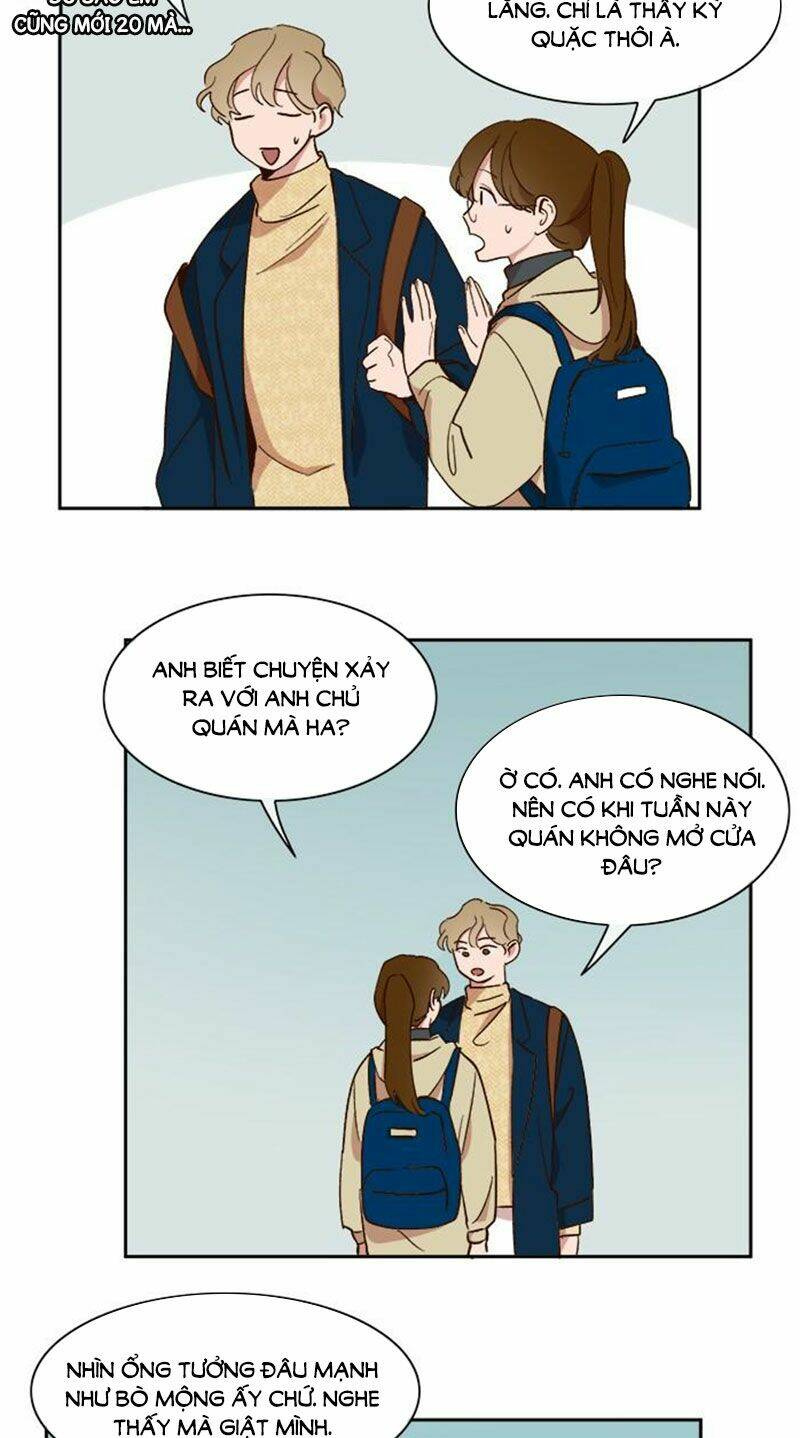 CŨNG MỚI 20 MÀ...
LẮNG. CHỈ LÀ THẤY KỲ
QUẶC THÔI À.
ANH BIẾT CHUYỆN XẢY
RA VỚI ANH CHỦ
QUÁN MÀ HA?
Ờ CÓ. ANH CÓ NGHE NÓI.
NÊN CÓ KHI TUẦN NÀY
QUÁN KHÔNG MỞ CỬA
ĐÂU?
NHÌN ỔNG TƯỞNG ĐÂU MẠNH
NHƯ BÒ MỘNG ẤY CHỨ. NGHE
THẤY MÀ GIẬT MÌNH.